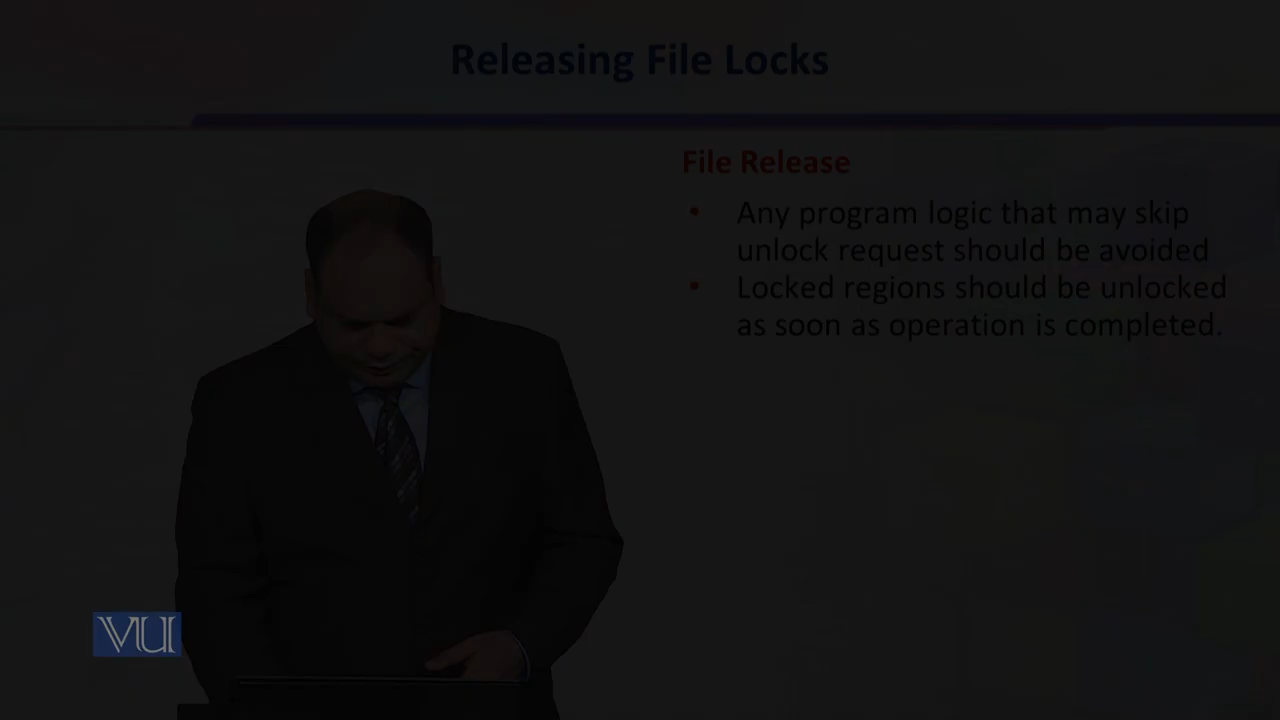 Releasing File Locks
File Release
• Any program logic that may skip
unlock request should be avoided
• Locked regions should be unlocked
as soon as operation is completed.
VU